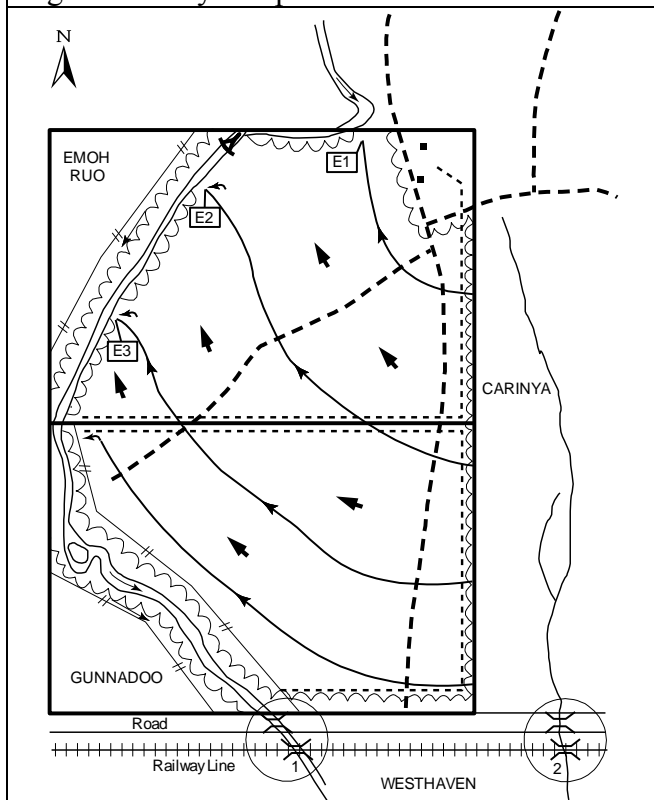 N
EMOH
RUO
E1
E2
E3
CARINYA
GUNNADOO
Road
Railway Line
1
2
WESTHAVEN